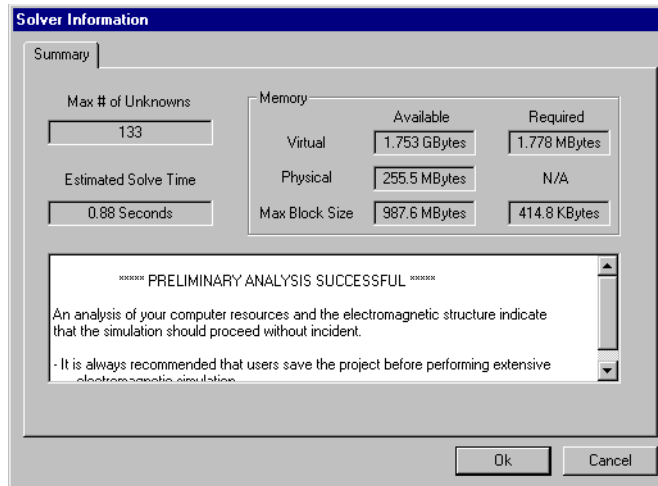 Solver Information
Summary
Max # of Unknowns
133
Estimated Solve Time
0.88 Seconds
Memory
Available Required
Virtual 1.753 GBytes 1.778 MBytes
Physical 255.5 MBytes N/A
Max Block Size 987.6 MBytes 414.8 KBytes
***** PRELIMINARY ANALYSIS SUCCESSFUL *****
An analysis of your computer resources and the electromagnetic structure indicate
that the simulation should proceed without incident.
- It is always recommended that users save the project before performing extensive
electromagnetic simulation
Ok Cancel